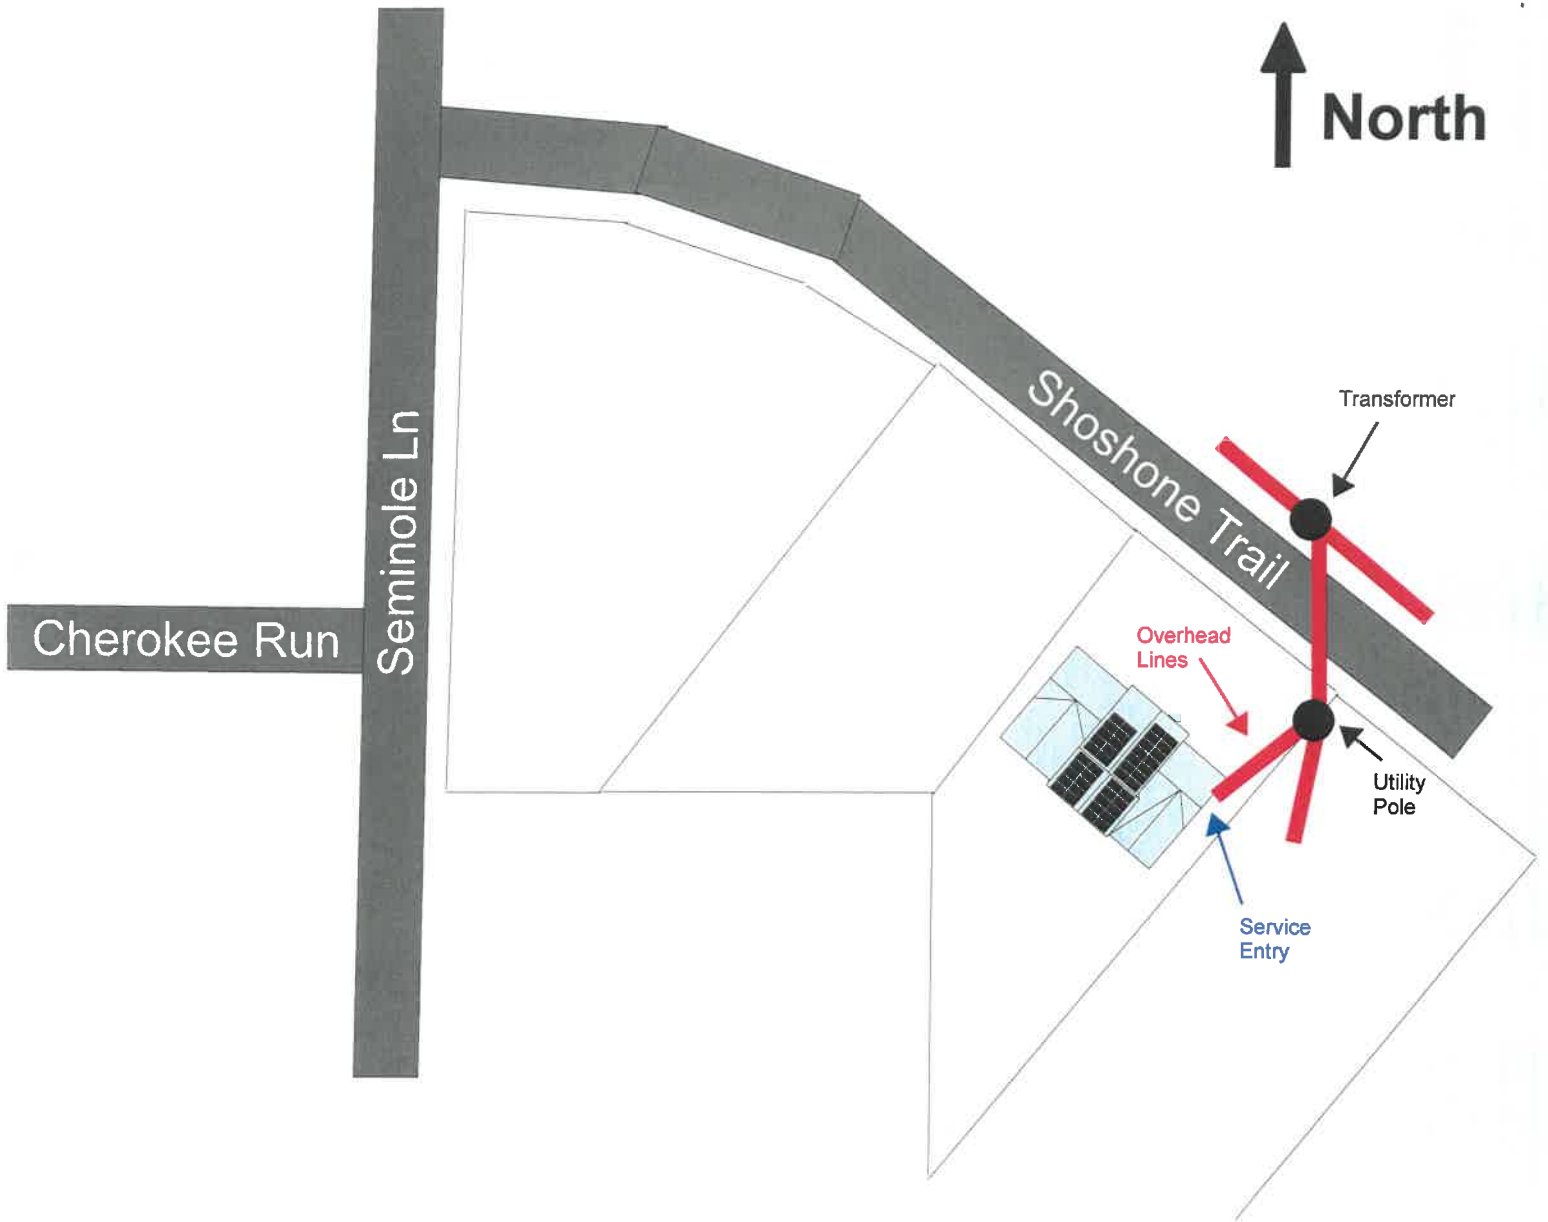 North
Transformer
Shoshone Trail
Seminole Ln
Cherokee Run
Overhead
Lines
Utility
Pole
Service
Entry